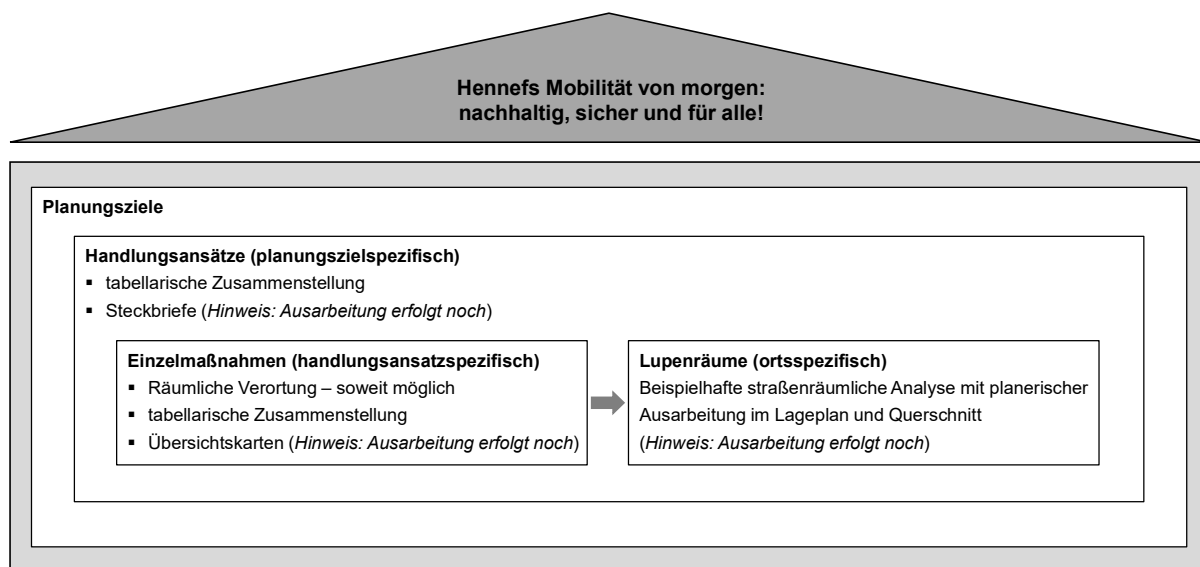 Hennefs Mobilität von morgen:
nachhaltig, sicher und für alle!
Planungsziele
Handlungsansätze (planungszielspezifisch)
▪ tabellarische Zusammenstellung
▪ Steckbriefe (Hinweis: Ausarbeitung erfolgt noch)
Einzelmaßnahmen (handlungsansatzspezifisch)
▪ Räumliche Verortung – soweit möglich
▪ tabellarische Zusammenstellung
▪ Übersichtskarten (Hinweis: Ausarbeitung erfolgt noch)
Lupenräume (ortsspezifisch)
Beispielhafte straßenräumliche Analyse mit planerischer
Ausarbeitung im Lageplan und Querschnitt
(Hinweis: Ausarbeitung erfolgt noch)